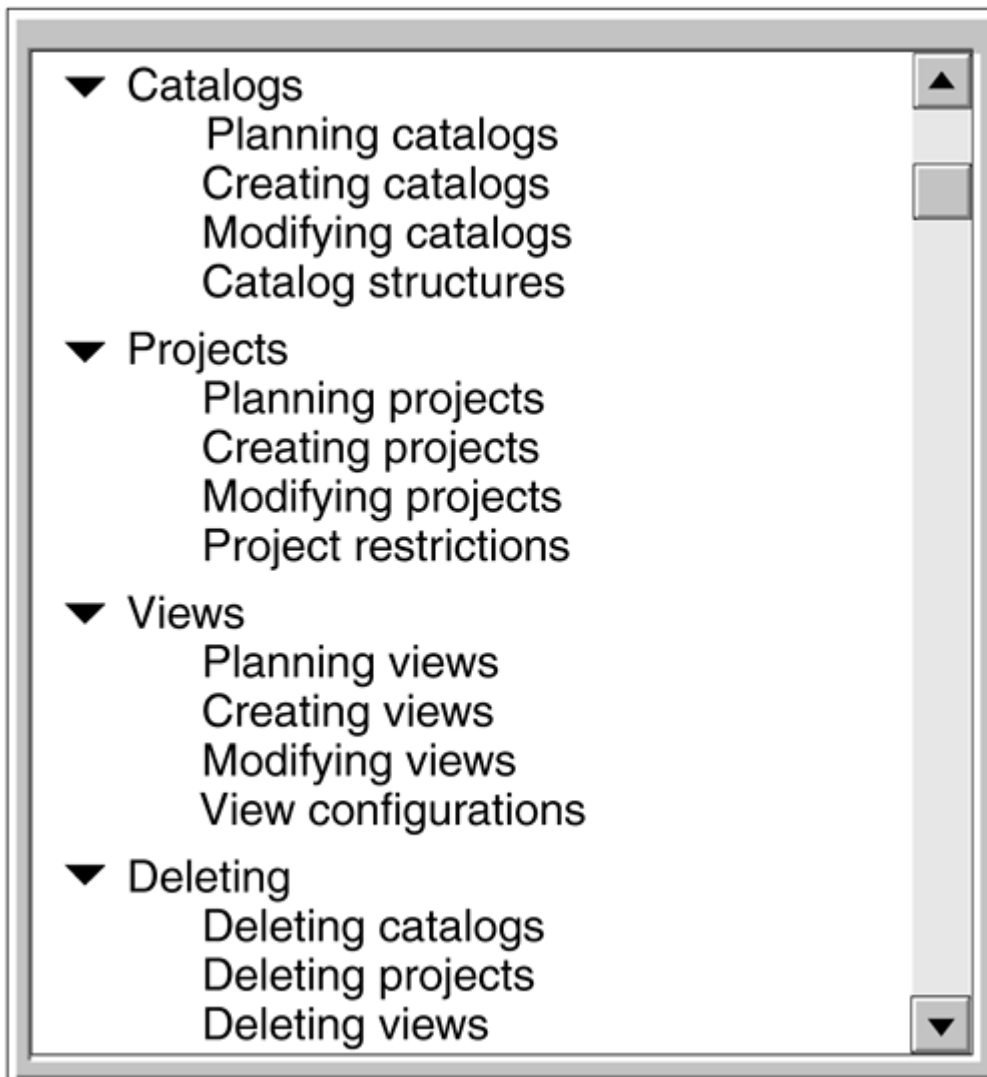 Catalogs
Planning catalogs
Creating catalogs
Modifying catalogs
Catalog structures
Projects
Planning projects
Creating projects
Modifying projects
Project restrictions
Views
Planning views
Creating views
Modifying views
View configurations
Deleting
Deleting catalogs
Deleting projects
Deleting views